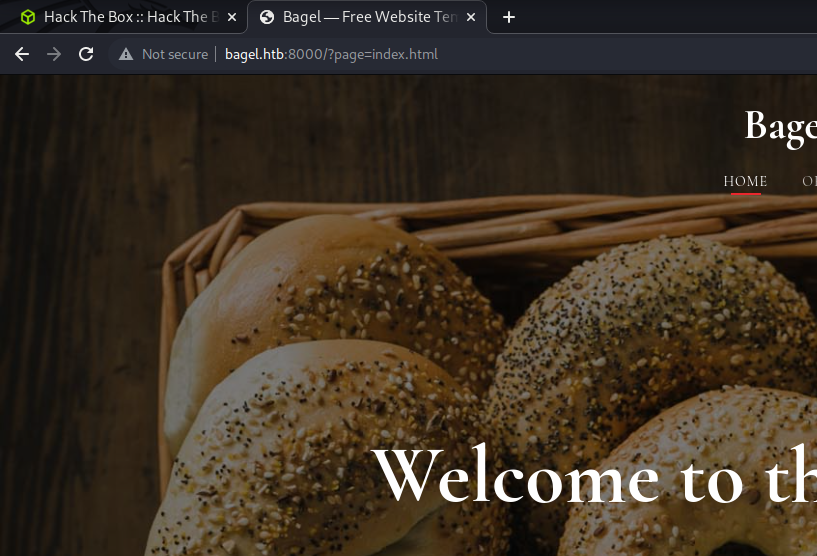 Hack The Box :: Hack The B
Bagel — Free Website Tem
Not secure
bagel.htb:8000/?page=index.html
Bage
HOME
Welcome to th